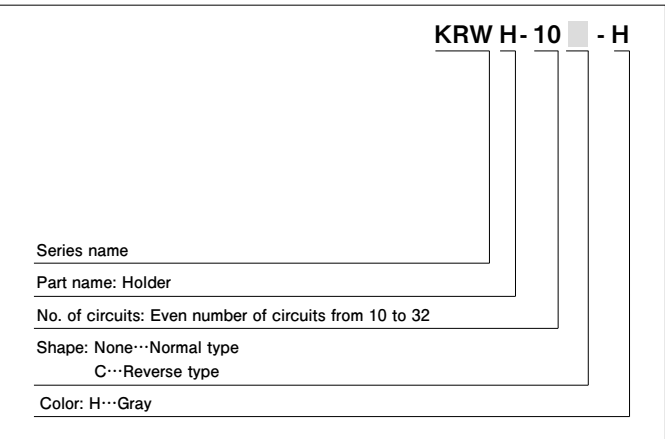 KRW H - 10 - H
Series name
Part name: Holder
No. of circuits: Even number of circuits from 10 to 32
Shape: None⋯Normal type
C⋯Reverse type
Color: H⋯Gray